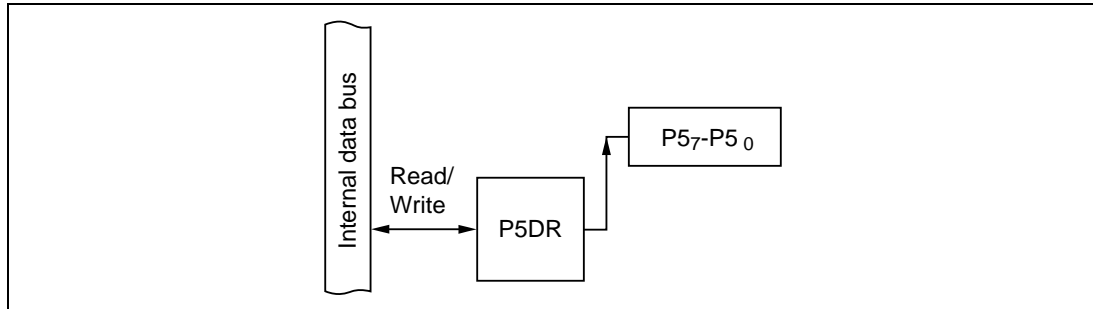 Internal data bus
Read/
Write
P5DR
P5₇-P5 ₀